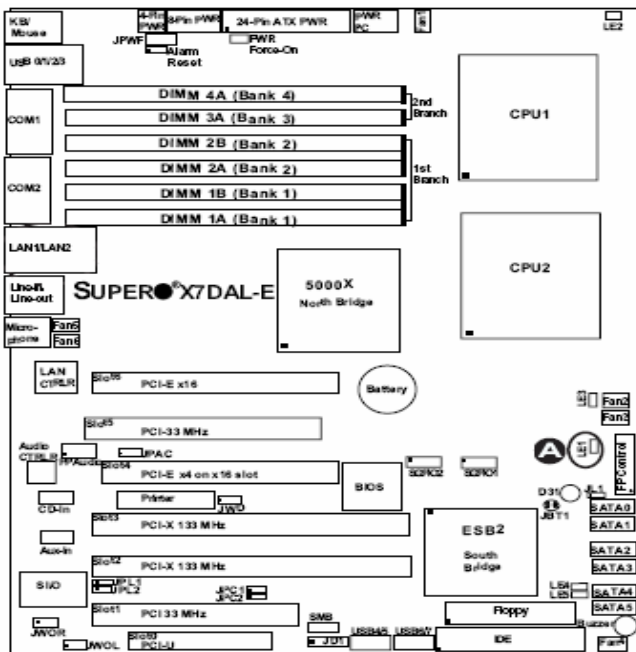 KB/
Mouse
4-Pin
PWR
8-Pin PWR
24-Pin ATX PWR
PWR
I²C
Fan1
LE2
JPWF
Alarm
Reset
PWR
Force-On
USB 0/1/2/3
COM1
COM2
DIMM 4A (Bank 4)
DIMM 3A (Bank 3)
DIMM 2B (Bank 2)
DIMM 2A (Bank 2)
DIMM 1B (Bank 1)
DIMM 1A (Bank 1)
2nd
Branch
1st
Branch
CPU1
CPU2
LAN1/LAN2
Line-In
Line-out
SUPER®X7DAL-E
5000X
North Bridge
Micro-
phone
Fan5
Fan6
LAN
CTRLR
Slot6
PCI-E x16
Battery
LE3
Fan2
Fan3
Slot5
PCI-33 MHz
Audio
CTRLR
FPAudio
JPAC
A
LE1
FPControl
Slot4
PCI-E x4 on x16 slot
BIOS
SGPIO2
SGPIO1
CD-In
Printer
JWD
D31
JL1
JBT1
SATA0
SATA1
Slot3
PCI-X 133 MHz
Aux-In
ESB2
South
Bridge
SATA2
SATA3
Slot2
PCI-X 133 MHz
SI/O
JPL1
JPL2
JPC1
JPC2
LE4
LE5
SATA4
SATA5
Slot1
PCI 33 MHz
SMB
Floppy
Buzzer
JWOR
JWOL
Slot0
PCI-U
JD1
USB4/5
USB6/7
IDE
Fan4